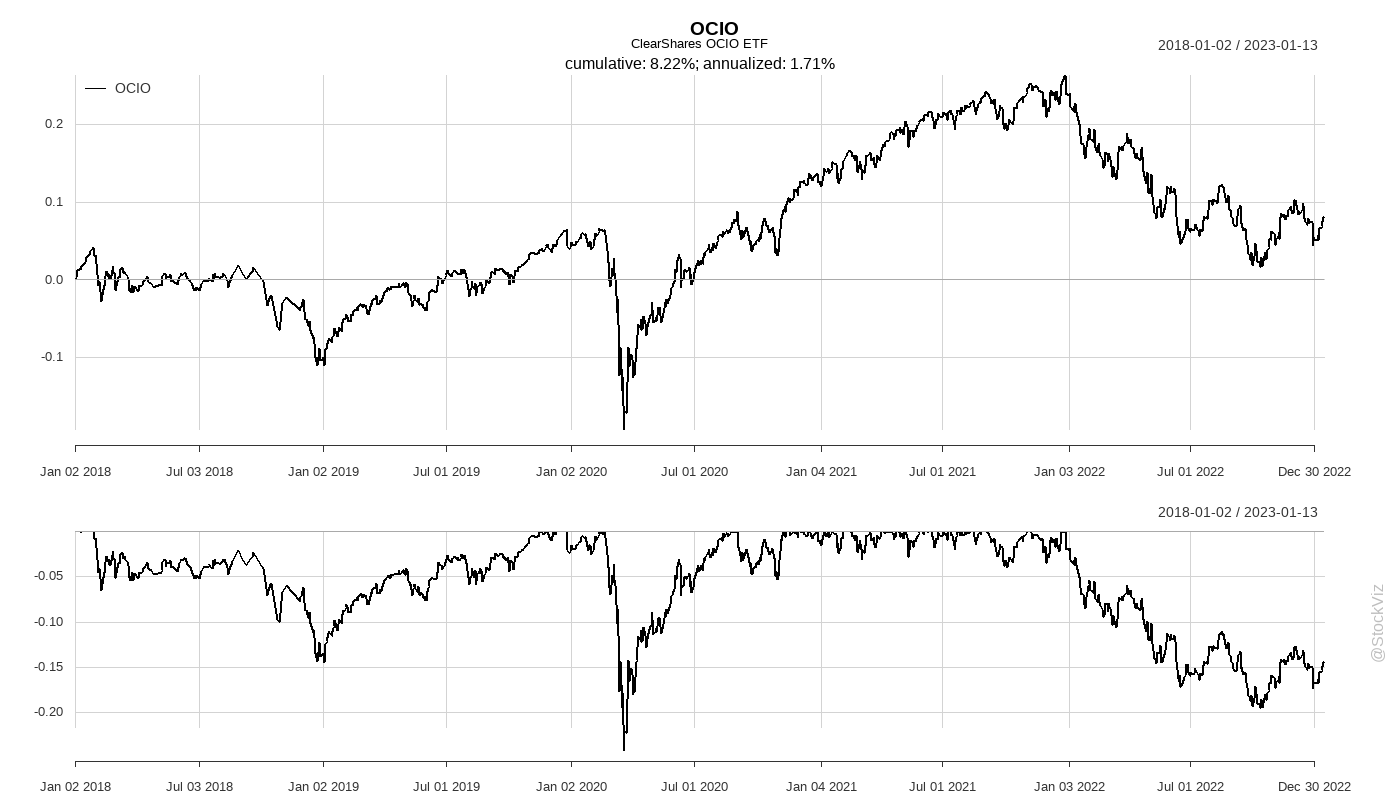 OCIO
ClearShares OCIO ETF
2018-01-02 / 2023-01-13
cumulative: 8.22%; annualized: 1.71%
OCIO
0.2
0.1
0.0
-0.1
Jan 02 2018 Jul 03 2018 Jan 02 2019 Jul 01 2019 Jan 02 2020 Jul 01 2020 Jan 04 2021 Jul 01 2021 Jan 03 2022 Jul 01 2022 Dec 30 2022
2018-01-02 / 2023-01-13
-0.05
-0.10
-0.15
-0.20
Jan 02 2018 Jul 03 2018 Jan 02 2019 Jul 01 2019 Jan 02 2020 Jul 01 2020 Jan 04 2021 Jul 01 2021 Jan 03 2022 Jul 01 2022 Dec 30 2022
@StockViz